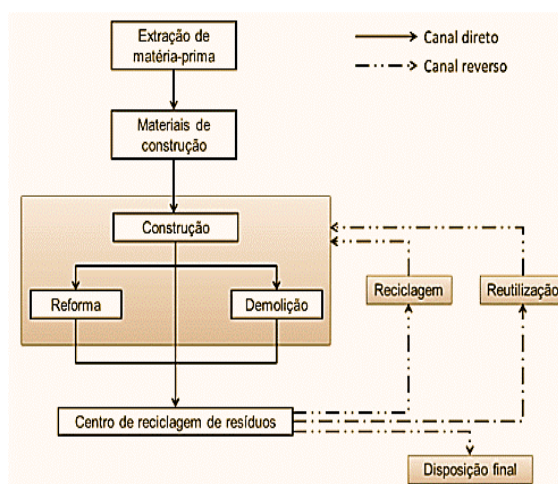 Extração de
matéria-prima
Canal direto
Canal reverso
Materiais de
construção
Construção
Reforma
Demolição
Reciclagem
Reutilização
Centro de reciclagem de resíduos
Disposição final